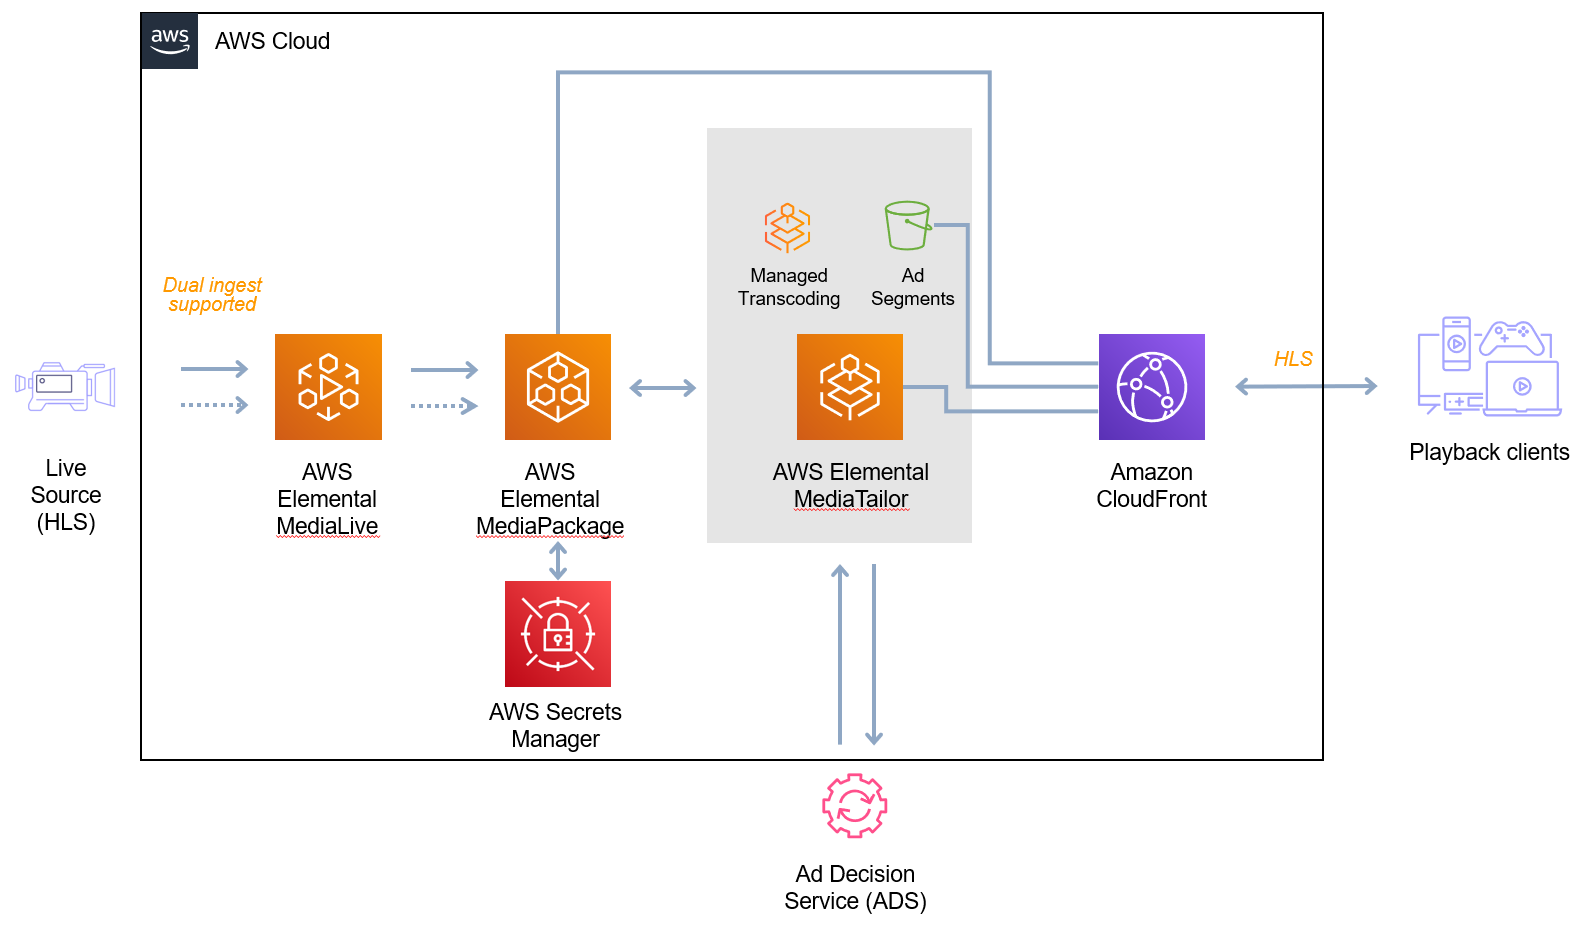 aws
AWS Cloud
Dual ingest
supported
Live
Source
(HLS)
AWS
Elemental
MediaLive
AWS
Elemental
MediaPackage
AWS Secrets
Manager
Managed
Transcoding
Ad
Segments
AWS Elemental
MediaTailor
Amazon
CloudFront
HLS
Playback clients
Ad Decision
Service (ADS)